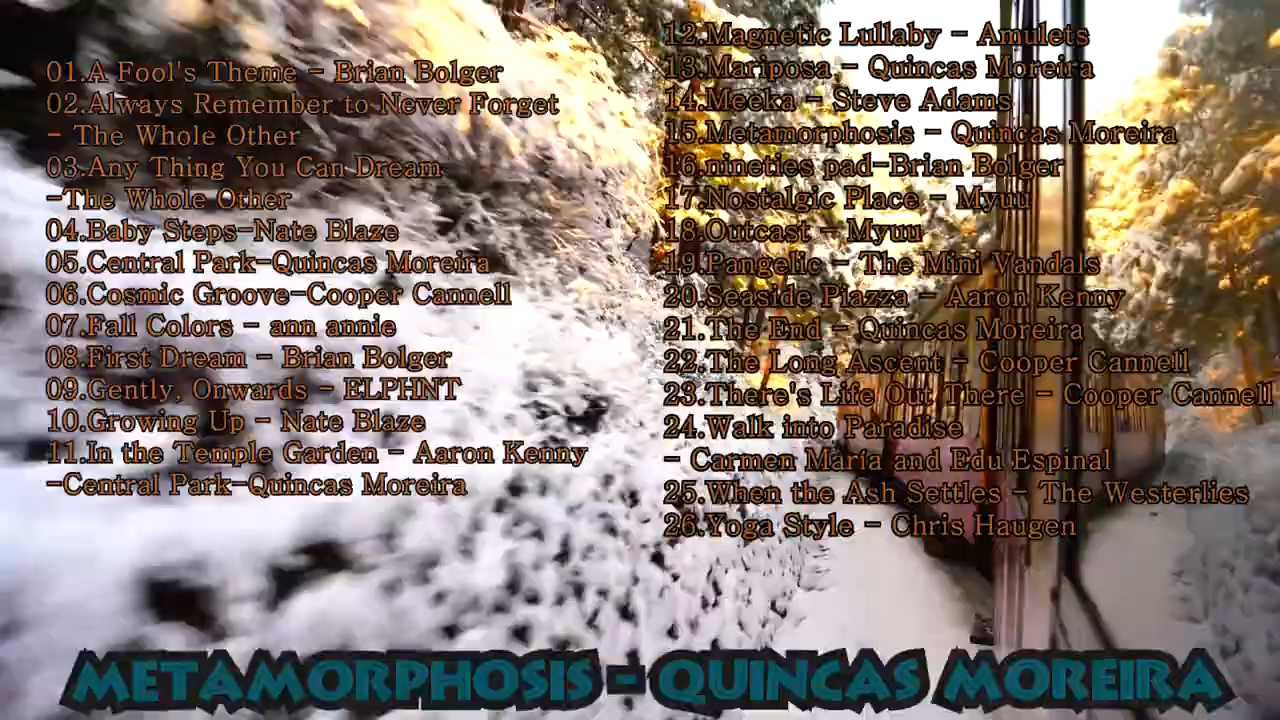 01.A Fool's Theme - Brian Bolger
02.Always Remember to Never Forget
- The Whole Other
03.Any Thing You Can Dream
-The Whole Other
04.Baby Steps-Nate Blaze
05.Central Park-Quincas Moreira
06.Cosmic Groove-Cooper Cannell
07.Fall Colors - ann annie
08.First Dream - Brian Bolger
09.Gently, Onwards - ELPHNT
10.Growing Up - Nate Blaze
11.In the Temple Garden - Aaron Kenny
-Central Park-Quincas Moreira
12.Magnetic Lullaby - Amulets
13.Mariposa - Quincas Moreira
14.Meeka - Steve Adams
15.Metamorphosis - Quincas Moreira
16.nineties pad-Brian Bolger
17.Nostalgic Place - Myuu
18.Outcast - Myuu
19.Pangelic - The Mini Vandals
20.Seaside Piazza - Aaron Kenny
21.The End - Quincas Moreira
22.The Long Ascent - Cooper Cannell
23.There's Life Out There - Cooper Cannell
24.Walk into Paradise
- Carmen María and Edu Espinal
25.When the Ash Settles - The Westerlies
26.Yoga Style - Chris Haugen
METAMORPHOSIS - QUINCAS MOREIRA